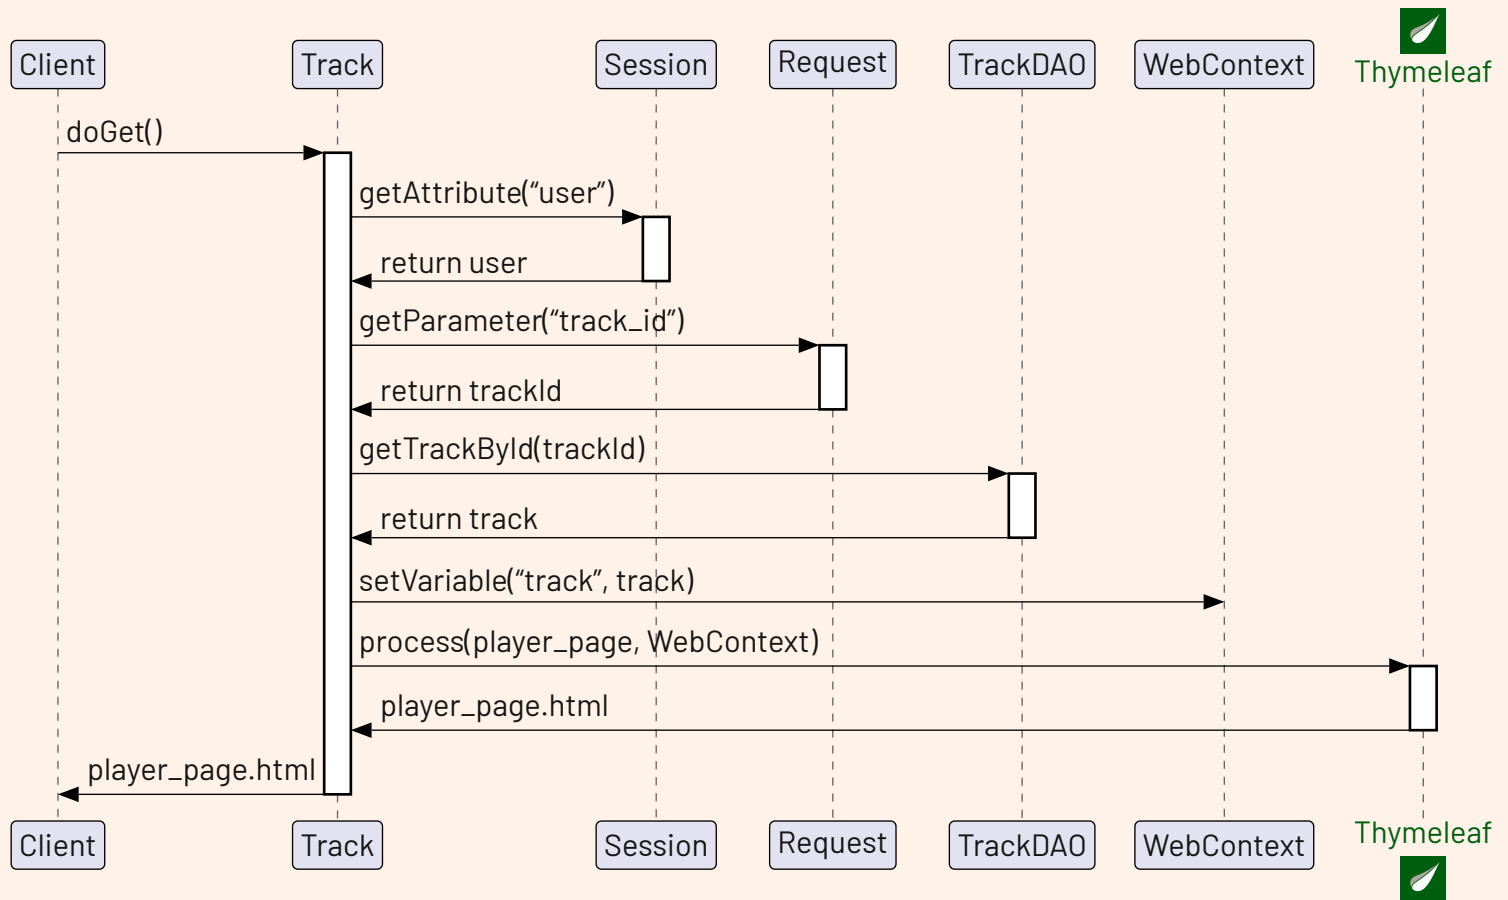 Client
Track
Session
Request
TrackDAO
WebContext
Thymeleaf
doGet()
getAttribute(“user”)
return user
getParameter(“track_id”)
return trackId
getTrackById(trackId)
return track
setVariable(“track”, track)
process(player_page, WebContext)
player_page.html
player_page.html
Client
Track
Session
Request
TrackDAO
WebContext
Thymeleaf